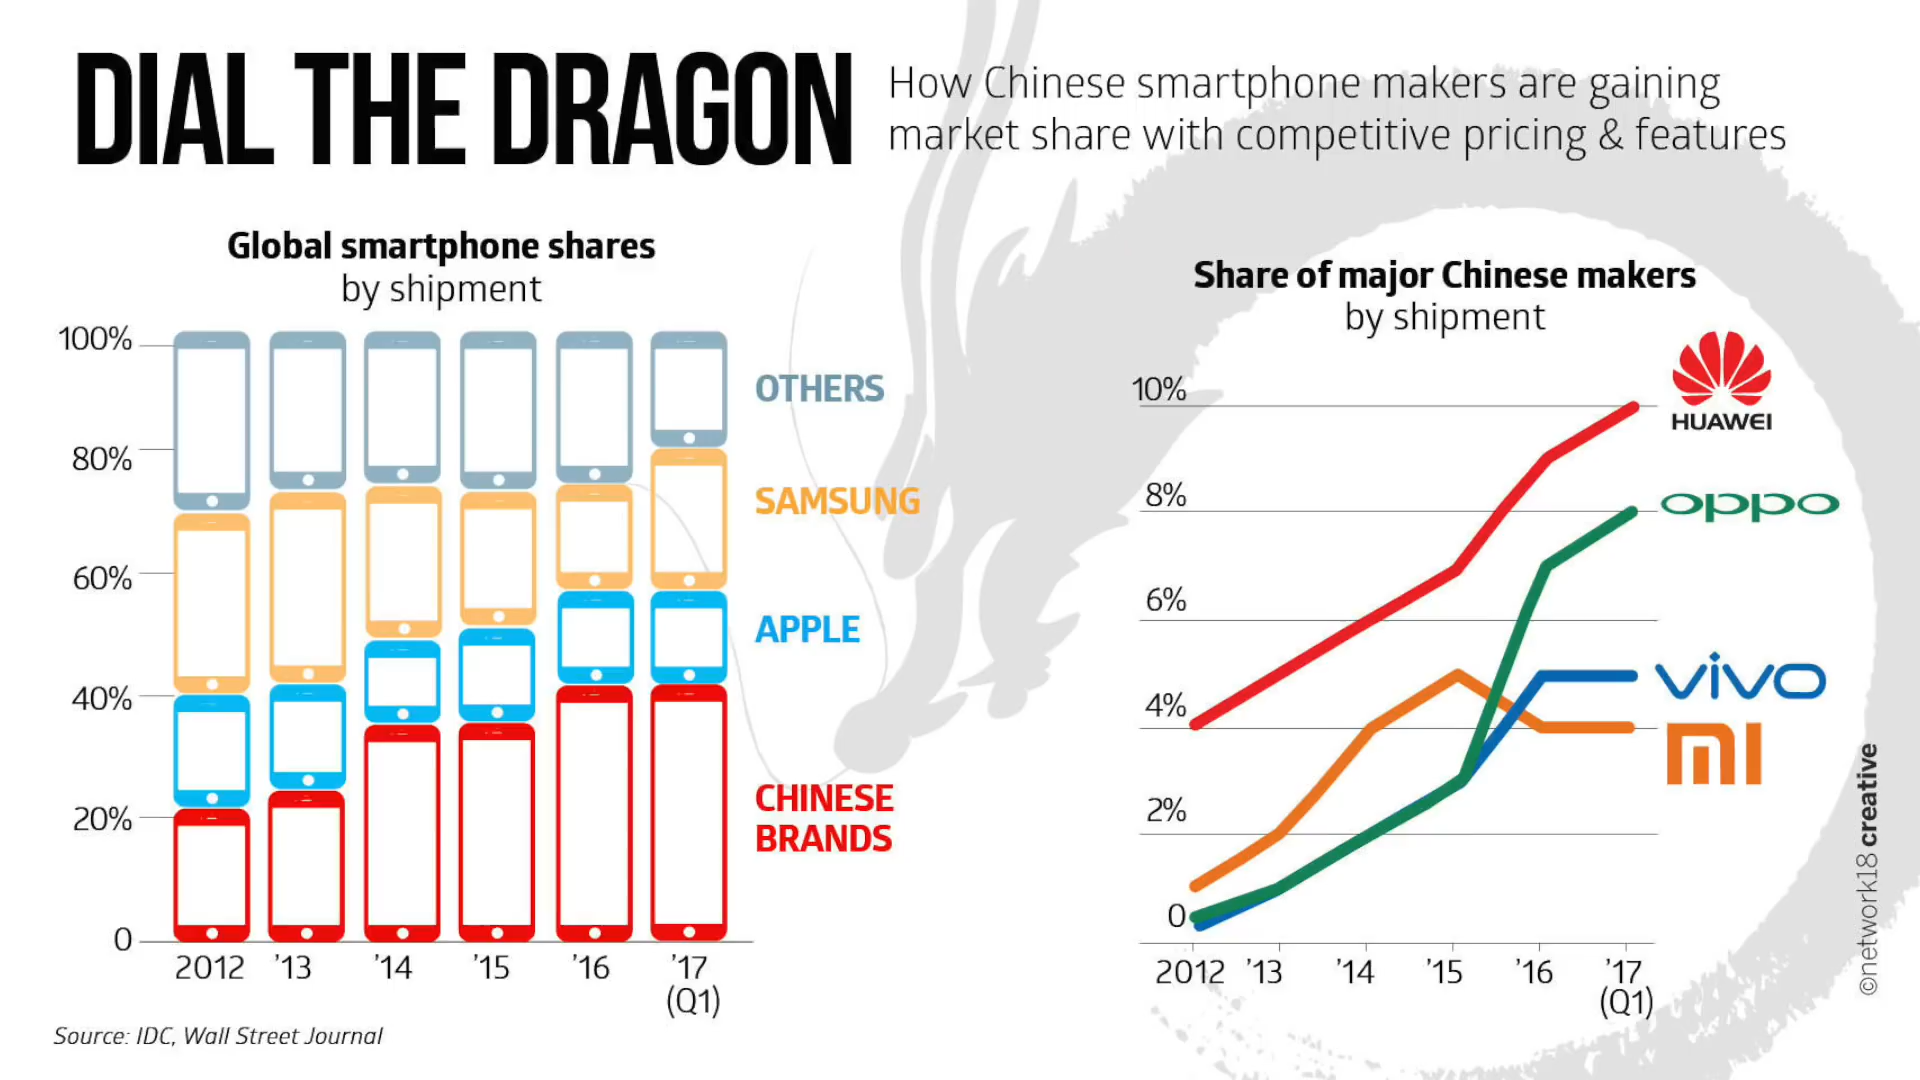 DIAL THE DRAGON
How Chinese smartphone makers are gaining
market share with competitive pricing & features
Global smartphone shares
by shipment
100%
80%
60%
40%
20%
0
OTHERS
SAMSUNG
APPLE
CHINESE
BRANDS
2012 '13 '14 '15 '16 '17
(Q1)
Source: IDC, Wall Street Journal
Share of major Chinese makers
by shipment
10%
8%
6%
4%
2%
0
HUAWEI
oppo
vivo
MI
2012 '13 '14 '15 '16 '17
(Q1)
©network18 creative